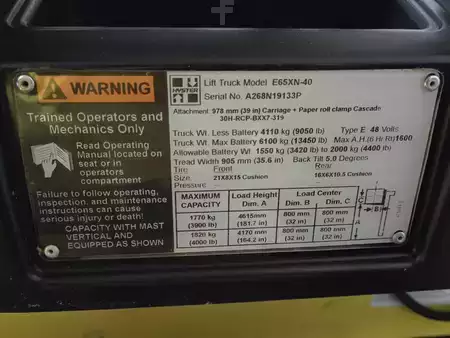 WARNING
Trained Operators and
Mechanics Only
Read Operating
Manual located on
seat or in
operators
compartment
Failure to follow operating,
inspection, and maintenance
instructions can cause
serious injury or death!
CAPACITY WITH MAST
VERTICAL AND
EQUIPPED AS SHOWN
HYSTER
Lift Truck Model E65XN-40
Serial No. A268N19133P
Attachment 978 mm (39 in) Carriage + Paper roll clamp Cascade
30H-RCP-BXX7-319
Truck Wt. Less Battery 4110 kg (9050 lb) Type E 48 Volts
Truck Wt. Max Battery 6100 kg (13450 lb) Max A.H.(6 Hr Rt)1500
Allowable Battery Wt 1550 kg (3420 lb) to 2000 kg (4400 lb)
Tread Width 905 mm (35.6 in) Back Tilt 5.0 Degrees
Tire Front Rear
Size 21X8X15 Cushion 16X6X10.5 Cushion
Pressure
MAXIMUM CAPACITY Load Height Dim. A Load Center Dim. B Dim. C
1770 kg 4615mm 800 mm 800 mm
(3900 lb) (181.7 in) (32 in) (32 in)
1820 kg 4170 mm 800 mm 800 mm
(4000 lb) (164.2 in) (32 in) (32 in)